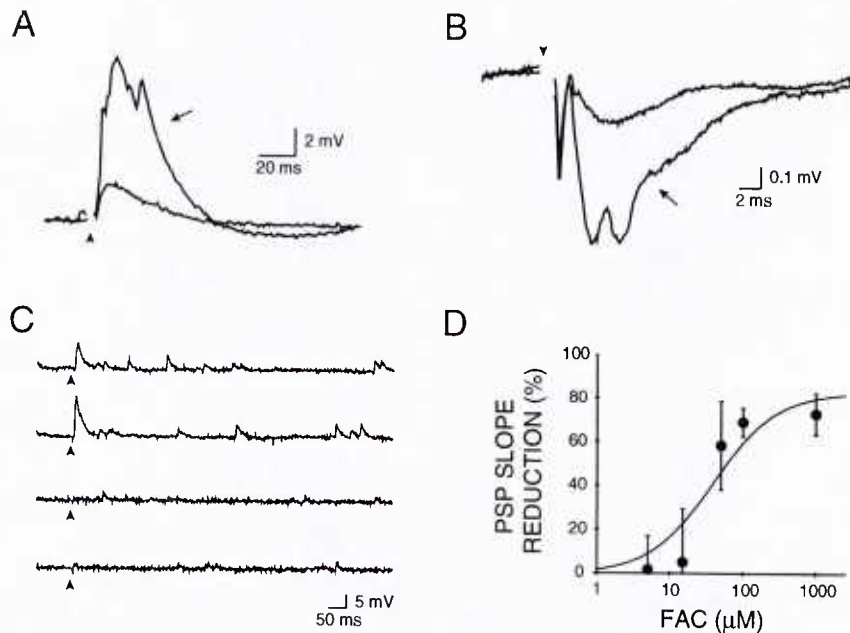 A
2 mV
20 ms
B
0.1 mV
2 ms
C
5 mV
50 ms
D
PSP SLOPE
REDUCTION (%)
100
80
60
40
20
0
1
10
100
1000
FAC (μM)